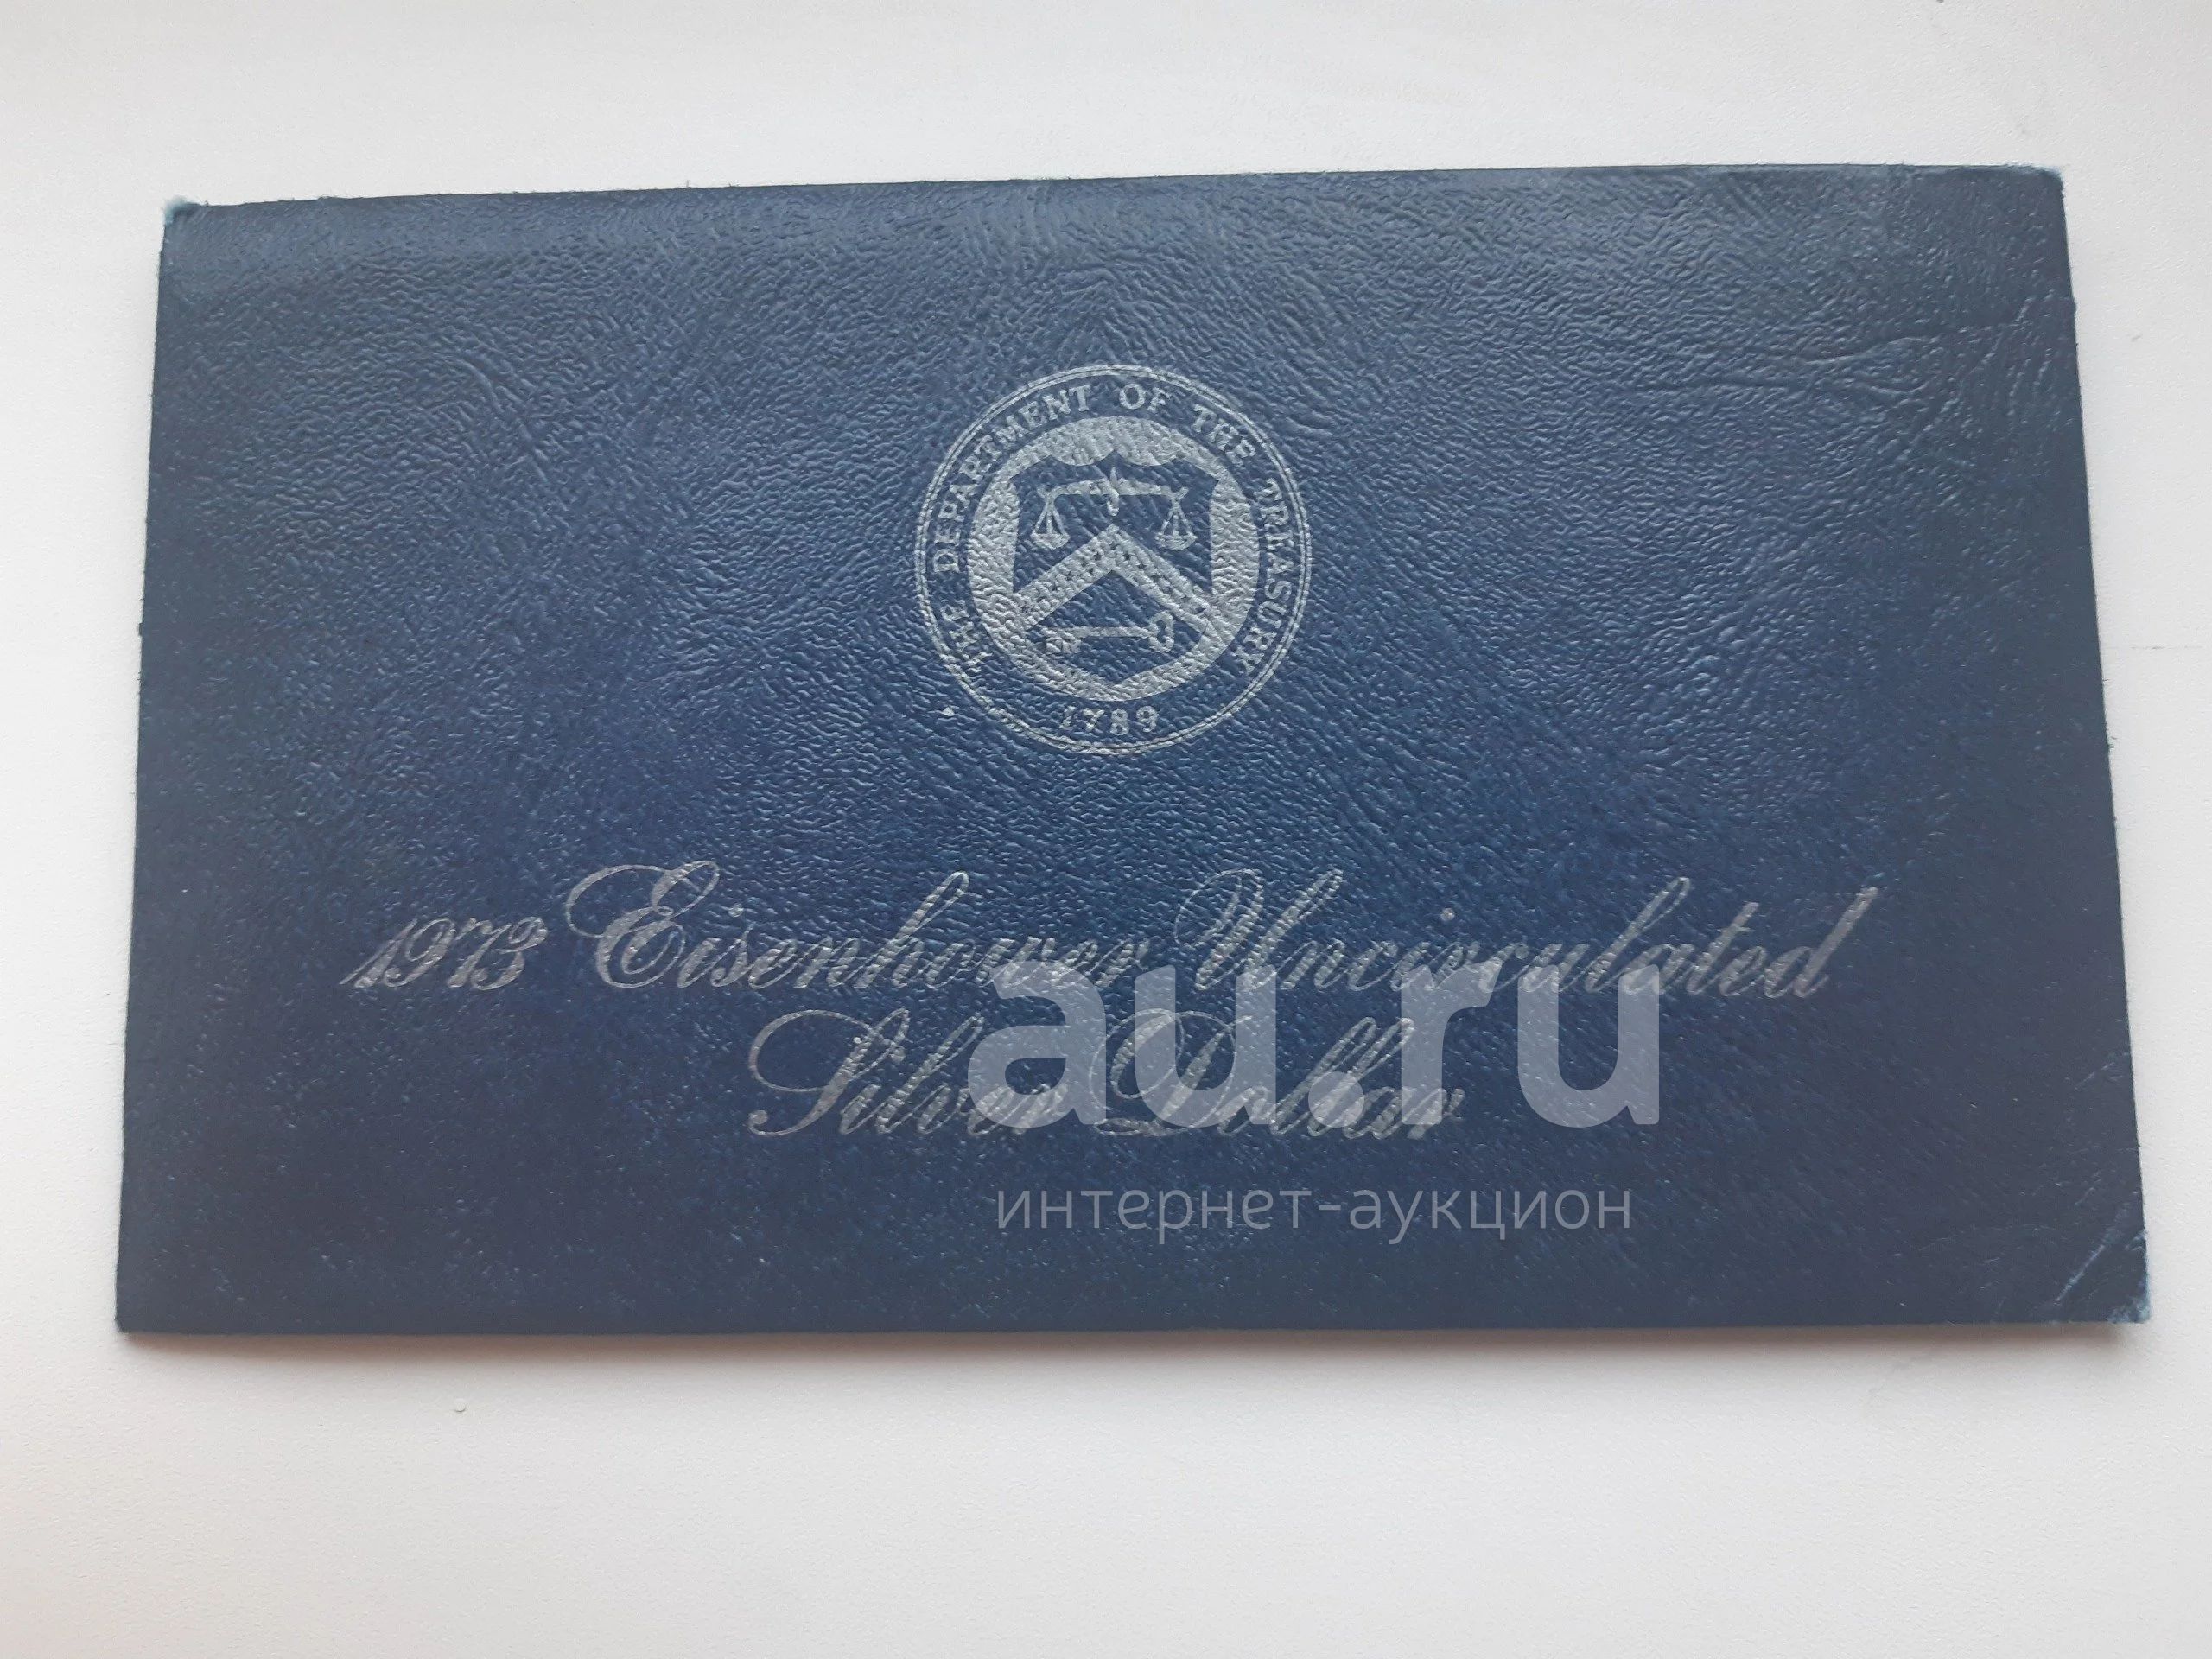 THE DEPARTMENT OF THE TREASURY
1789
1973 Eisenhower Uncirculated
Silver Dollar
au.ru
интернет-аукцион